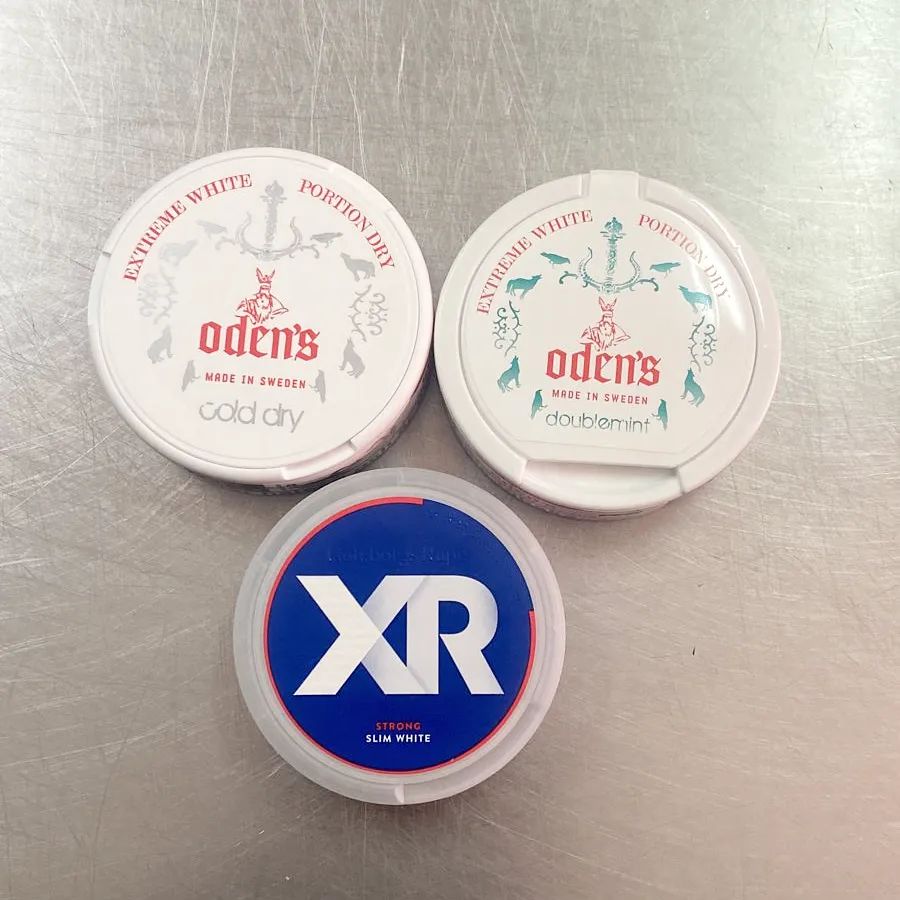 EXTREME WHITE PORTION DRY
oden's
MADE IN SWEDEN
cold dry
EXTREME WHITE PORTION DRY
oden's
MADE IN SWEDEN
doublemint
XR
STRONG
SLIM WHITE